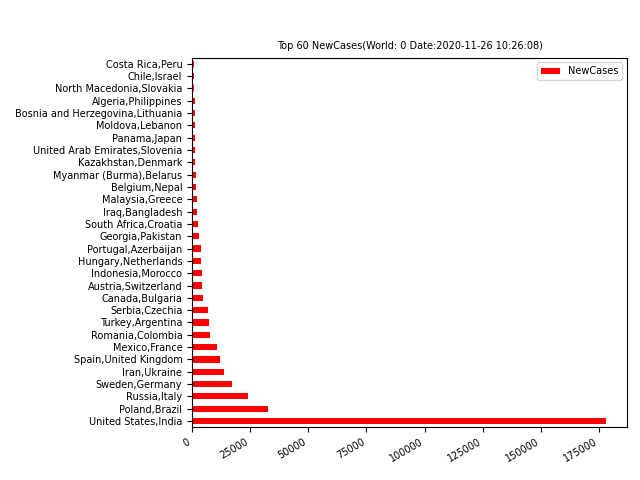 Top 60 NewCases(World: 0 Date:2020-11-26 10:26:08)
NewCases
Costa Rica,Peru
Chile,Israel
North Macedonia,Slovakia
Algeria,Philippines
Bosnia and Herzegovina,Lithuania
Moldova,Lebanon
Panama,Japan
United Arab Emirates,Slovenia
Kazakhstan,Denmark
Myanmar (Burma),Belarus
Belgium,Nepal
Malaysia,Greece
Iraq,Bangladesh
South Africa,Croatia
Georgia,Pakistan
Portugal,Azerbaijan
Hungary,Netherlands
Indonesia,Morocco
Austria,Switzerland
Canada,Bulgaria
Serbia,Czechia
Turkey,Argentina
Romania,Colombia
Mexico,France
Spain,United Kingdom
Iran,Ukraine
Sweden,Germany
Russia,Italy
Poland,Brazil
United States,India
0
25000
50000
75000
100000
125000
150000
175000